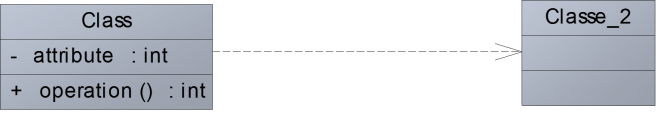 Class
- attribute : int
+ operation () : int
Classe_2